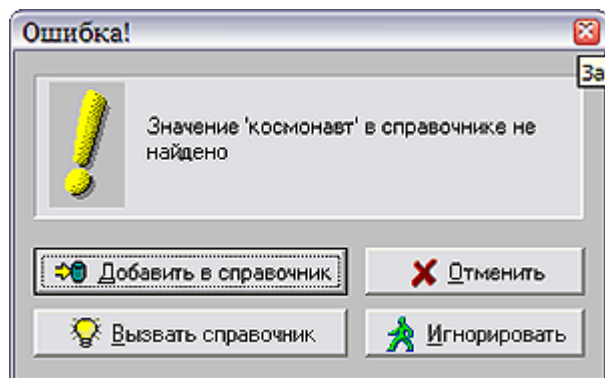 Ошибка!
За
Значение 'космонавт' в справочнике не
найдено
Добавить в справочник
Отменить
Вызвать справочник
Игнорировать